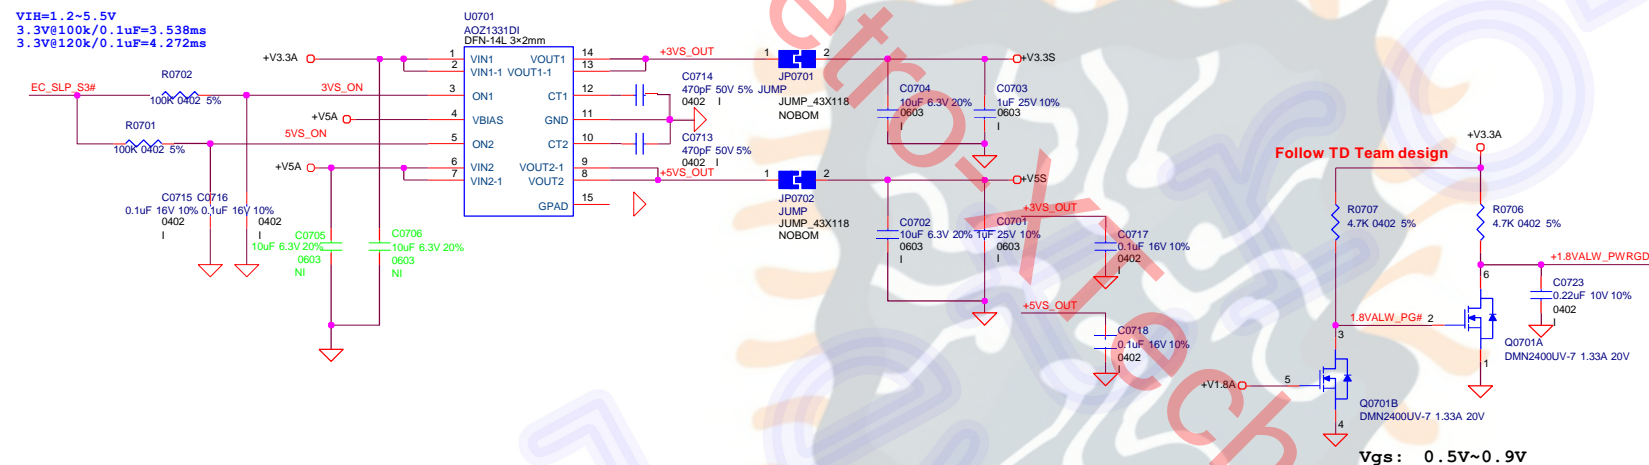 VIH=1.2~5.5V
3.3V@100k/0.1uF=3.538ms
3.3V@120k/0.1uF=4.272ms
U0701
AOZ1331DI
DFN-14L 3×2mm
+V3.3A
1
2
VIN1
VIN1-1
VOUT1
VOUT1-1
14
13
+3VS_OUT
1
2
JP0701
JUMP
JUMP_43X118
NOBOM
+V3.3S
EC_SLP_S3#
R0702
100K 0402 5%
3VS_ON
3
ON1
CT1
12
C0714
470pF 50V 5%
0402
I
+V5A
4
VBIAS
GND
11
R0701
100K 0402 5%
5VS_ON
5
ON2
CT2
10
C0713
470pF 50V 5%
0402
I
+V5A
6
7
VIN2
VIN2-1
VOUT2-1
VOUT2
9
8
+5VS_OUT
GPAD
15
1
2
JP0702
JUMP
JUMP_43X118
NOBOM
+V5S
C0704
10uF 6.3V 20%
0603
I
C0703
1uF 25V 10%
0603
I
C0715
0.1uF 16V 10%
0402
I
C0716
0.1uF 16V 10%
0402
I
C0705
10uF 6.3V 20%
0603
NI
C0706
10uF 6.3V 20%
0603
NI
C0702
10uF 6.3V 20%
0603
I
C0701
1uF 25V 10%
0603
I
+3VS_OUT
C0717
0.1uF 16V 10%
0402
I
+5VS_OUT
C0718
0.1uF 16V 10%
0402
I
Follow TD Team design
+V3.3A
R0707
4.7K 0402 5%
R0706
4.7K 0402 5%
+1.8VALW_PWRGD
6
C0723
0.22uF 10V 10%
0402
I
1.8VALW_PG#
2
3
Q0701A
DMN2400UV-7 1.33A 20V
1
+V1.8A
5
Q0701B
DMN2400UV-7 1.33A 20V
4
Vgs: 0.5V~0.9V